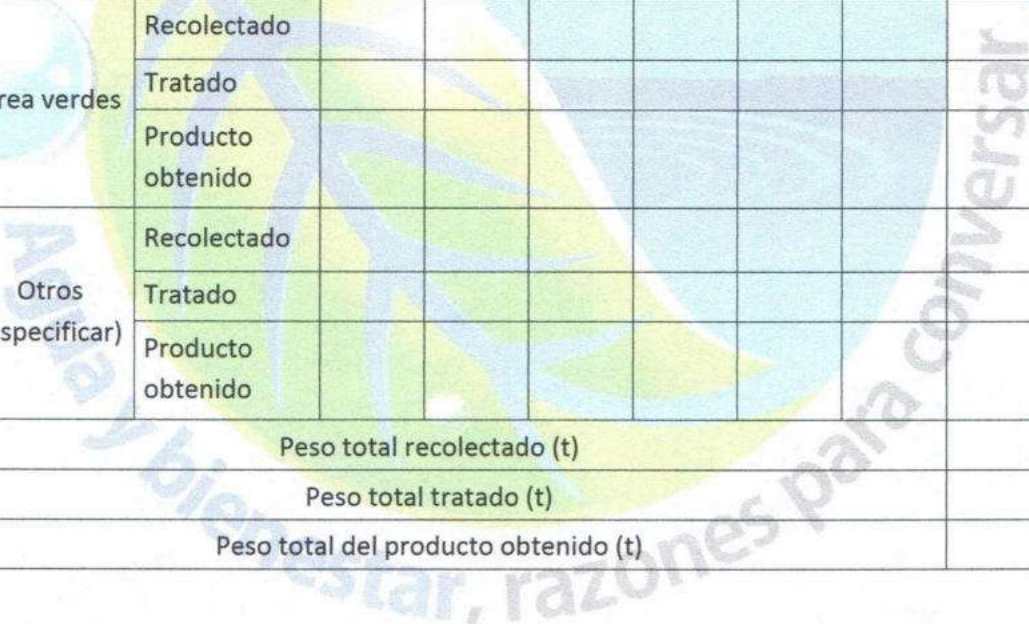 Recolectado
rea verdes
Tratado
Producto
obtenido
Otros
specificar)
Recolectado
Tratado
Producto
obtenido
Peso total recolectado (t)
Peso total tratado (t)
Peso total del producto obtenido (t)
Agua y bienestar, razones para conversar